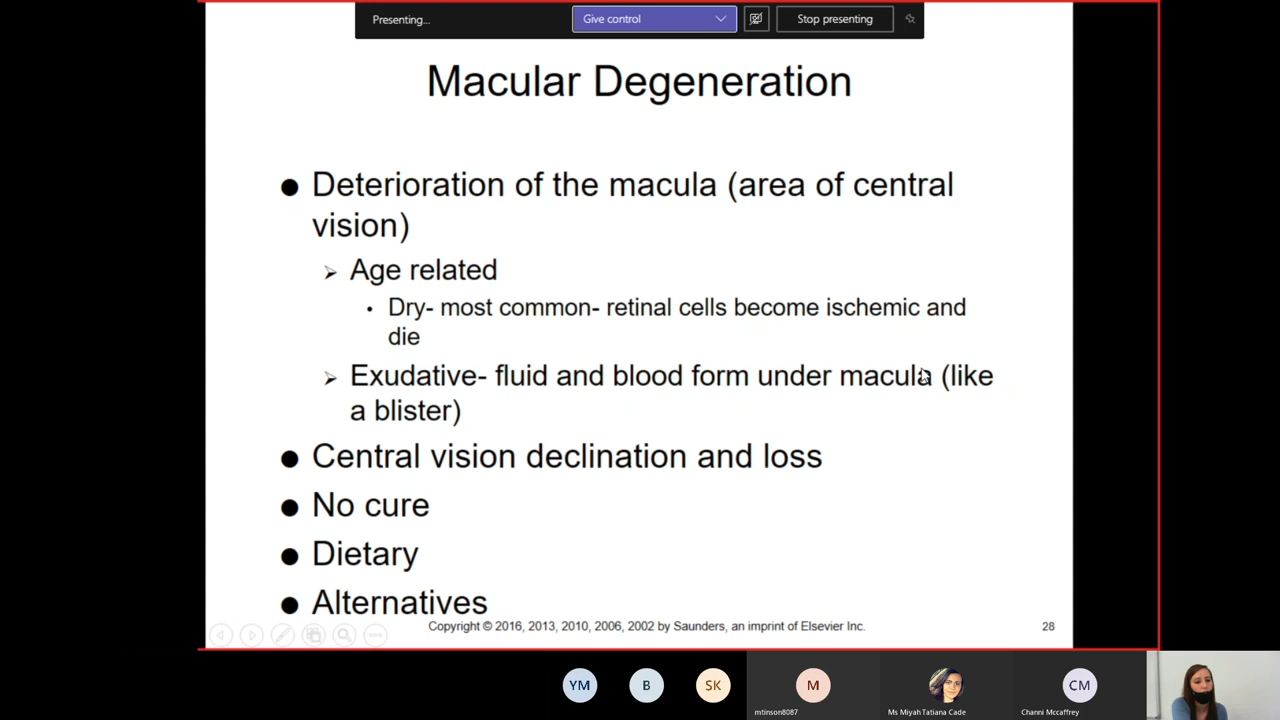 Presenting...
Give control
Stop presenting
Macular Degeneration
● Deterioration of the macula (area of central
vision)
➢ Age related
• Dry- most common- retinal cells become ischemic and
die
➢ Exudative- fluid and blood form under macula (like
a blister)
● Central vision declination and loss
● No cure
● Dietary
● Alternatives
Copyright © 2016, 2013, 2010, 2006, 2002 by Saunders, an imprint of Elsevier Inc.
28
YM
B
SK
M
CM
mtinson8087
Ms MiyahTatiana Cade
Channi Mccaffrey